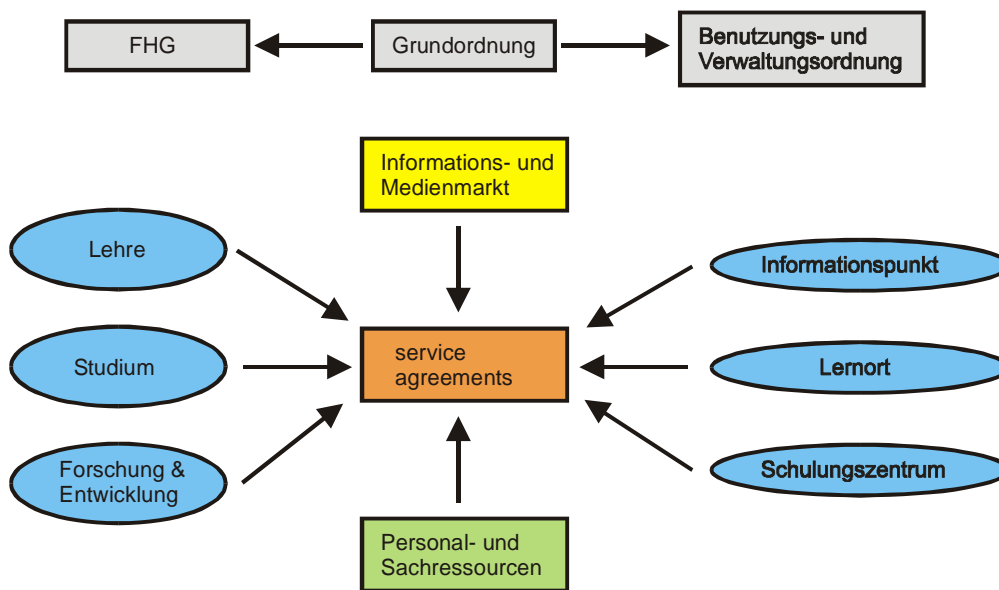 FHG
Grundordnung
Benutzungs- und
Verwaltungsordnung
Informations- und
Medienmarkt
Lehre
Informationspunkt
Studium
service
agreements
Lernort
Forschung &
Entwicklung
Schulungszentrum
Personal- und
Sachressourcen